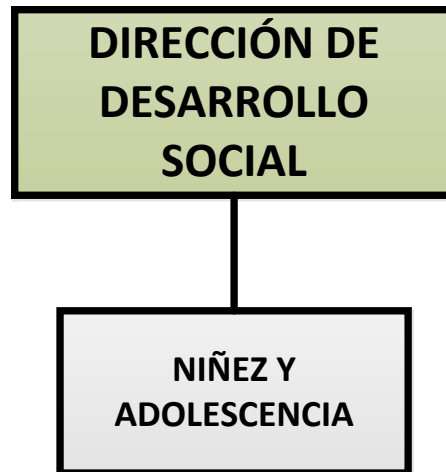 DIRECCIÓN DE
DESARROLLO
SOCIAL
NIÑEZ Y
ADOLESCENCIA